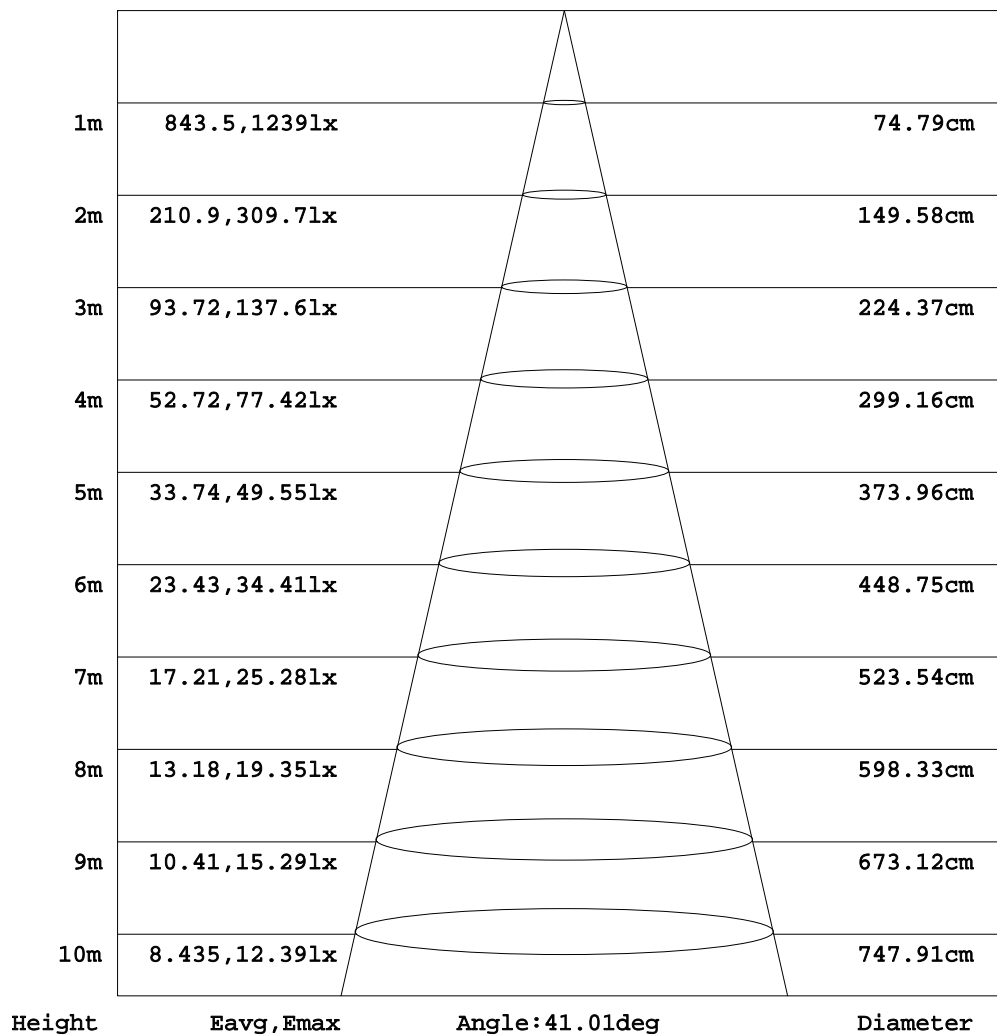 1m 843.5,1239lx 74.79cm
2m 210.9,309.7lx 149.58cm
3m 93.72,137.6lx 224.37cm
4m 52.72,77.42lx 299.16cm
5m 33.74,49.55lx 373.96cm
6m 23.43,34.41lx 448.75cm
7m 17.21,25.28lx 523.54cm
8m 13.18,19.35lx 598.33cm
9m 10.41,15.29lx 673.12cm
10m 8.435,12.39lx 747.91cm
Height Eavg,Emax Angle:41.01deg Diameter